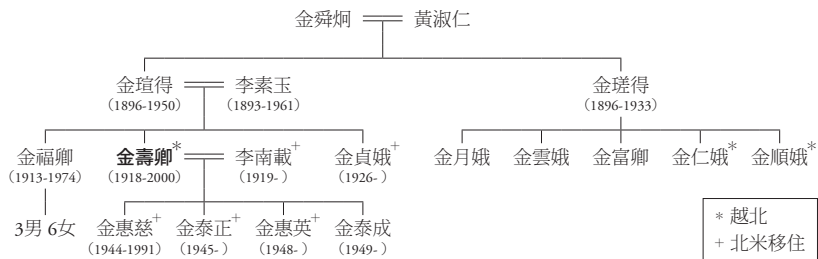 金舜炯 黃淑仁
金瑄得 李素玉 金瑳得
(1896-1950) (1893-1961) (1896-1933)
金福卿 金壽卿* 李南載+ 金貞娥+ 金月娥 金雲娥 金富卿 金仁娥* 金順娥*
(1913-1974) (1918-2000) (1919- ) (1926- )
3男 6女 金惠慈+ 金泰正+ 金惠英+ 金泰成
(1944-1991) (1945- ) (1948- ) (1949- )
* 越北
+ 北米移住